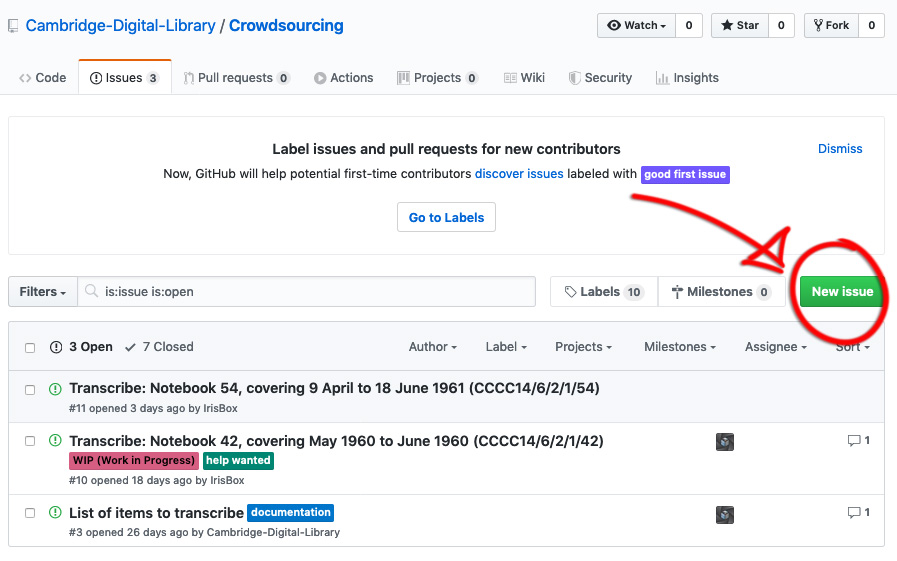 Cambridge-Digital-Library / Crowdsourcing Watch 0 Star 0 Fork 0
Code Issues 3 Pull requests 0 Actions Projects 0 Wiki Security Insights
Label issues and pull requests for new contributors Dismiss
Now, GitHub will help potential first-time contributors discover issues labeled with good first issue
Go to Labels
Filters is:issue is:open Labels 10 Milestones 0 New issue
3 Open 7 Closed Author Label Projects Milestones Assignee Sort
Transcribe: Notebook 54, covering 9 April to 18 June 1961 (CCCC14/6/2/1/54)
#11 opened 3 days ago by IrisBox
Transcribe: Notebook 42, covering May 1960 to June 1960 (CCCC14/6/2/1/42) 1
WIP (Work in Progress) help wanted
#10 opened 18 days ago by IrisBox
List of items to transcribe documentation 1
#3 opened 26 days ago by Cambridge-Digital-Library